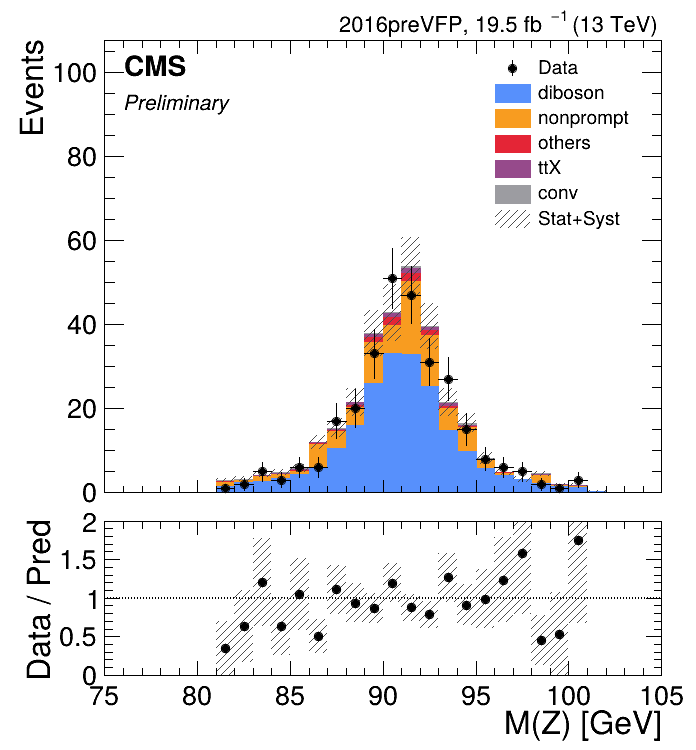 2016preVFP, 19.5 fb ⁻¹ (13 TeV)
CMS
Preliminary
Events
100
80
60
40
20
0
Data
diboson
nonprompt
others
ttX
conv
Stat+Syst
Data / Pred
2
1.5
1
0.5
0
75 80 85 90 95 100 105
M(Z) [GeV]